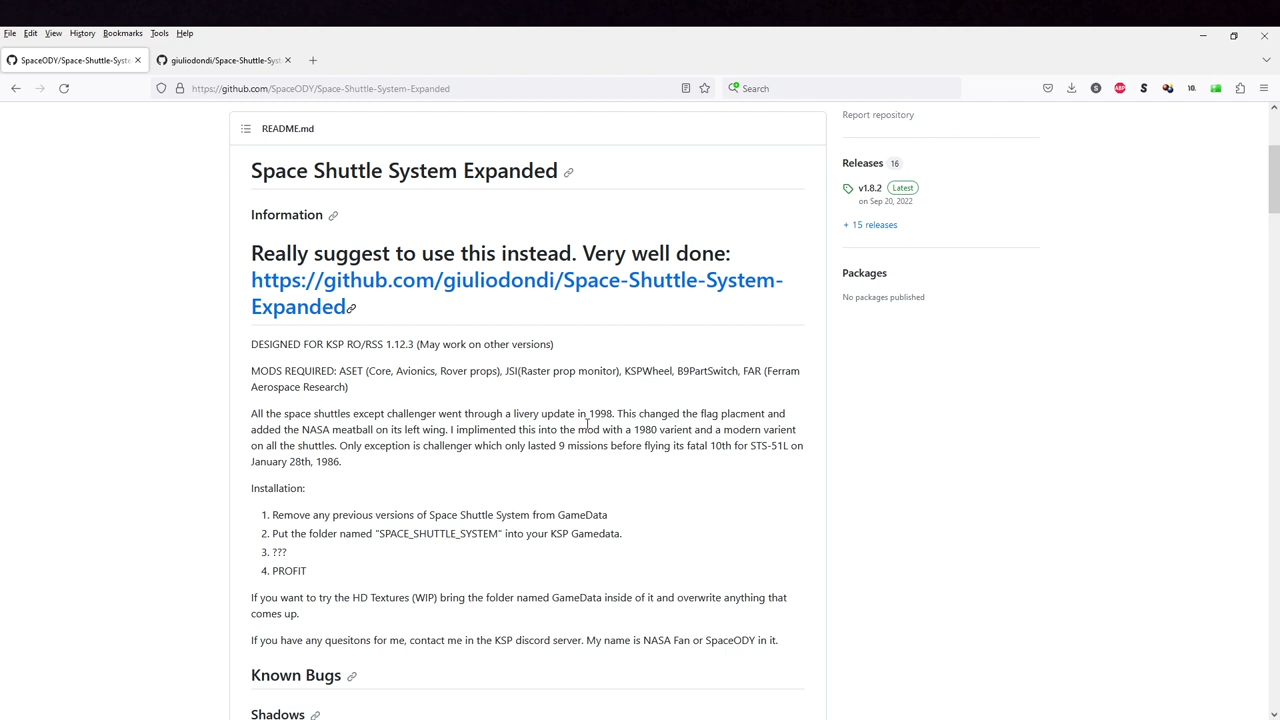 File Edit View History Bookmarks Tools Help
SpaceODY/Space-Shuttle-Syste
giuliodondi/Space-Shuttle-Syst
https://github.com/SpaceODY/Space-Shuttle-System-Expanded
Search
README.md
Report repository
Space Shuttle System Expanded
Releases 16
v1.8.2 Latest
on Sep 20, 2022
+ 15 releases
Information
Really suggest to use this instead. Very well done:
https://github.com/giuliodondi/Space-Shuttle-System-
Expanded
Packages
No packages published
DESIGNED FOR KSP RO/RSS 1.12.3 (May work on other versions)
MODS REQUIRED: ASET (Core, Avionics, Rover props), JSI(Raster prop monitor), KSPWheel, B9PartSwitch, FAR (Ferram
Aerospace Research)
All the space shuttles except challenger went through a livery update in 1998. This changed the flag placment and
added the NASA meatball on its left wing. I implimented this into the mod with a 1980 varient and a modern varient
on all the shuttles. Only exception is challenger which only lasted 9 missions before flying its fatal 10th for STS-51L on
January 28th, 1986.
Installation:
1. Remove any previous versions of Space Shuttle System from GameData
2. Put the folder named "SPACE_SHUTTLE_SYSTEM" into your KSP Gamedata.
3. ???
4. PROFIT
If you want to try the HD Textures (WIP) bring the folder named GameData inside of it and overwrite anything that
comes up.
If you have any quesitons for me, contact me in the KSP discord server. My name is NASA Fan or SpaceODY in it.
Known Bugs
Shadows